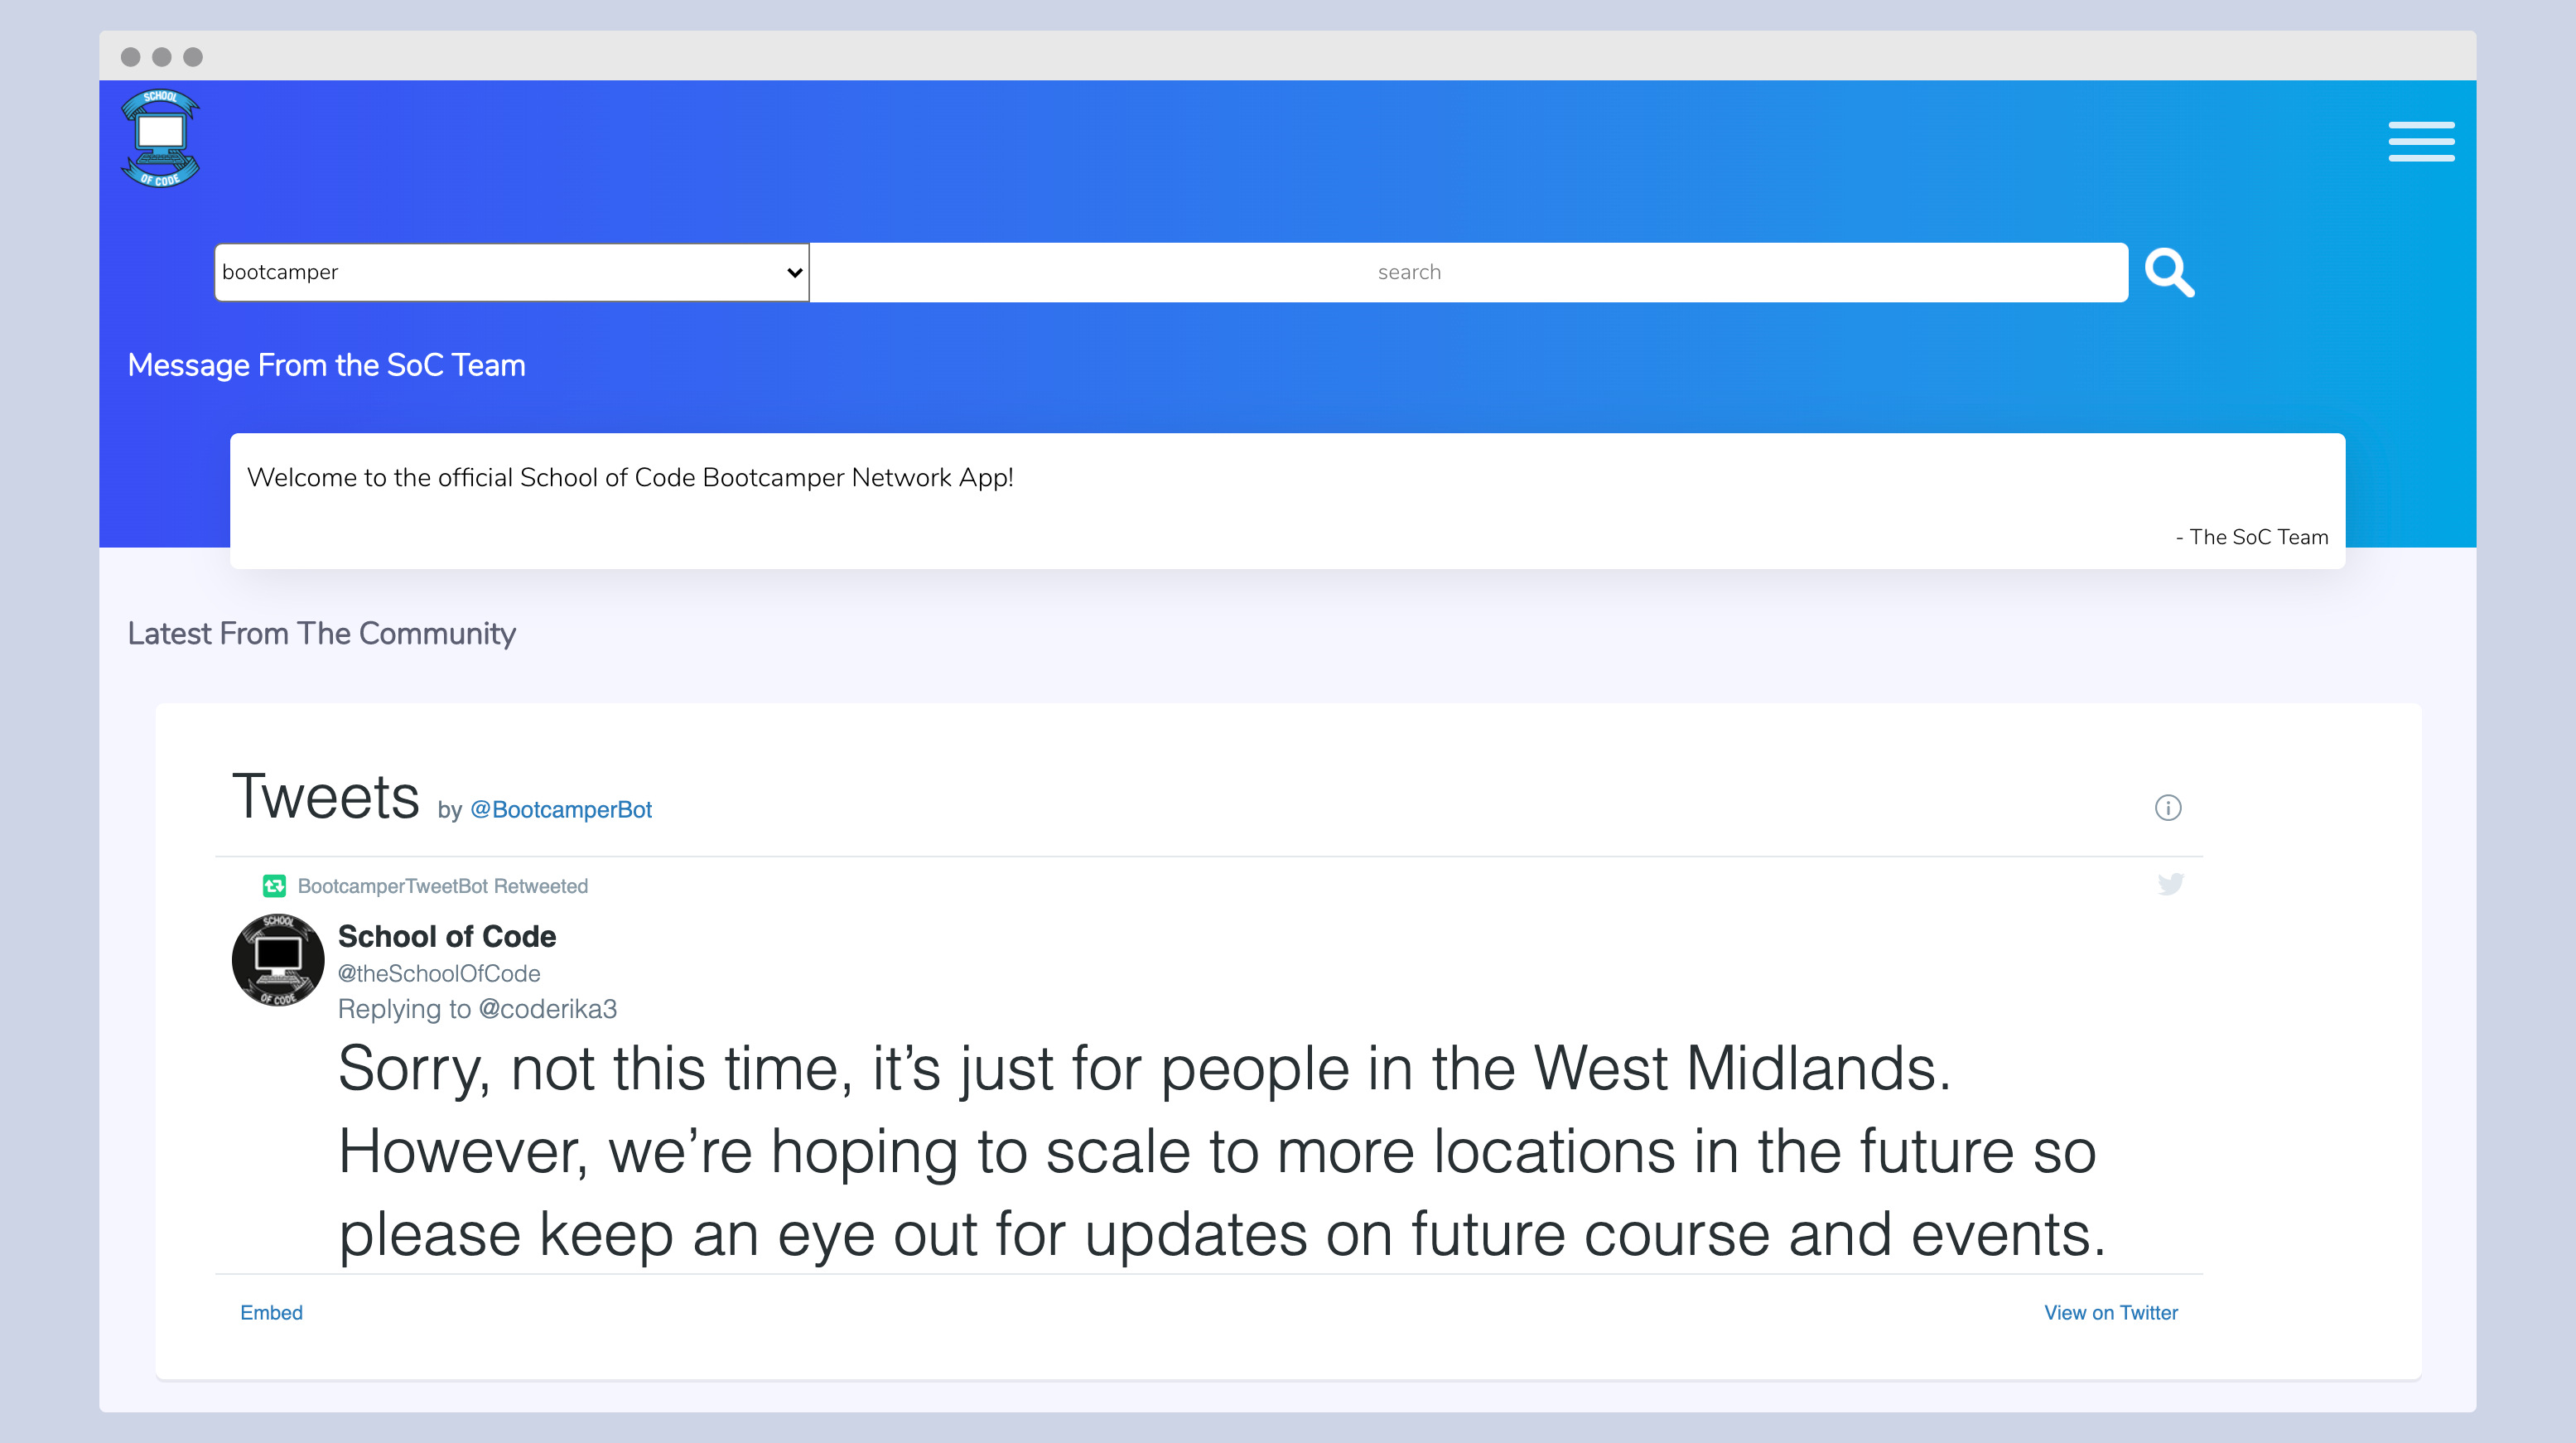 SCHOOL
OF CODE
bootcamper
search
Message From the SoC Team
Welcome to the official School of Code Bootcamper Network App!
- The SoC Team
Latest From The Community
Tweets by @BootcamperBot
BootcamperTweetBot Retweeted
SCHOOL
OF CODE
School of Code
@theSchoolOfCode
Replying to @coderika3
Sorry, not this time, it’s just for people in the West Midlands.
However, we’re hoping to scale to more locations in the future so
please keep an eye out for updates on future course and events.
Embed
View on Twitter